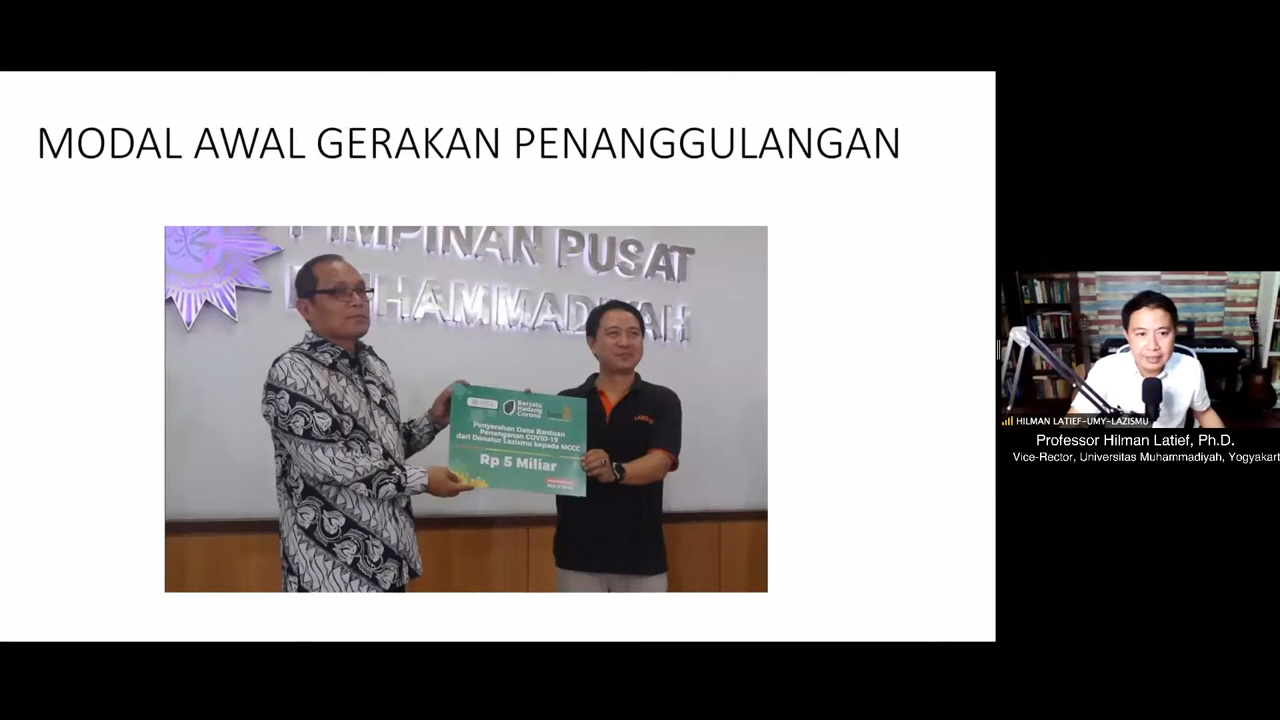 MODAL AWAL GERAKAN PENANGGULANGAN
PIMPINAN PUSAT
MUHAMMADIYAH
Bersatu
Hadang
Corona
Penyerahan Dana Bantuan
Penanganan COVID-19
dari Donatur Lazismu kepada MCCC
Rp 5 Miliar
HILMAN LATIEF-UMY-LAZISMU
Professor Hilman Latief, Ph.D.
Vice-Rector, Universitas Muhammadiyah, Yogyakart